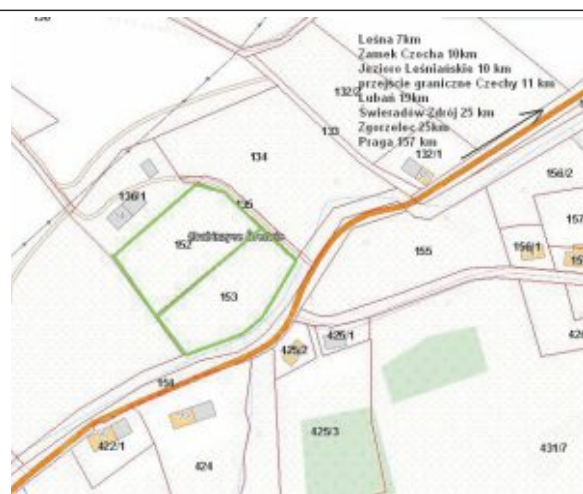 Leśna 7km
Zamek Czocha 10km
Jezioro Leśniańskie 10 km
przejście graniczne Czechy 11 km
Lubań 19km
Świeradów Zdrój 25 km
Zgorzelec 25km
Praga 157 km
132/2
133
132/1
134
136/1
135
152
153
155
156/2
157
156/1
425/2
426/1
422/1
424
425/3
431/7